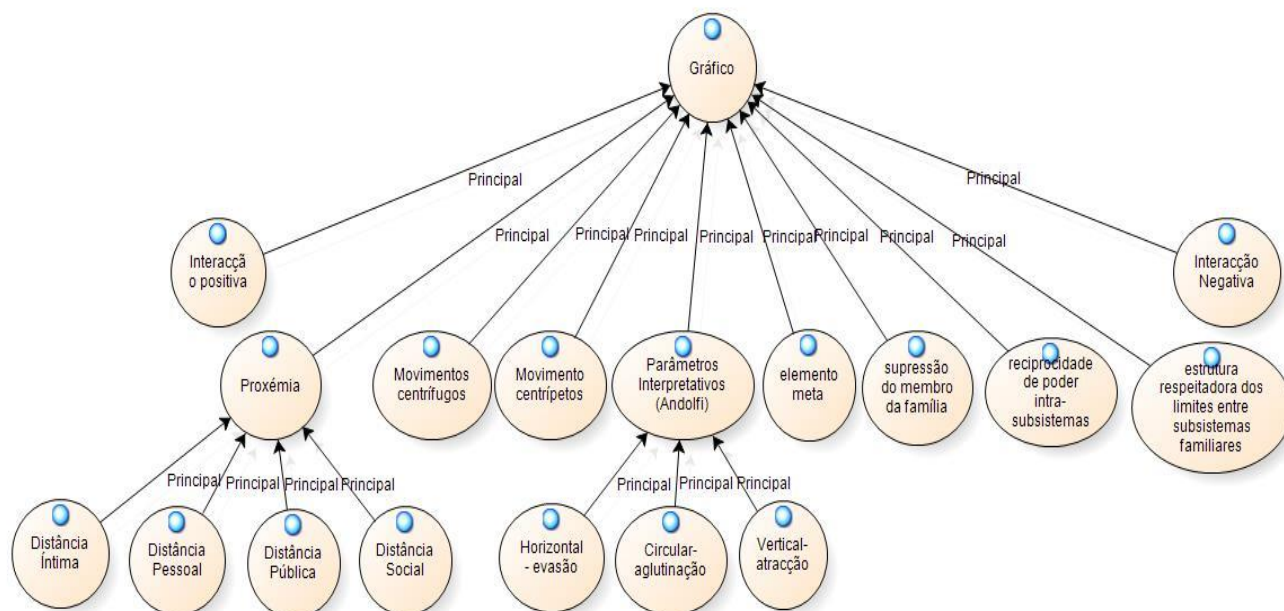 Gráfico
Principal
Principal
Principal
Principal
Principal
Principal
Principal
Principal
Principal
Principal
Interacçã
o positiva
Interacção
Negativa
Proxémia
Movimentos
centrífugos
Movimento
centrípetos
Parâmetros
Interpretativos
(Andolfi)
elemento
meta
supressão
do membro
da família
reciprocidade
de poder
intra-
subsistemas
estrutura
respeitadora dos
limites entre
subsistemas
familiares
Principal
Principal
Principal
Principal
Principal
Principal
Principal
Distância
Íntima
Distância
Pessoal
Distância
Pública
Distância
Social
Horizontal
- evasão
Circular-
aglutinação
Vertical-
atracção